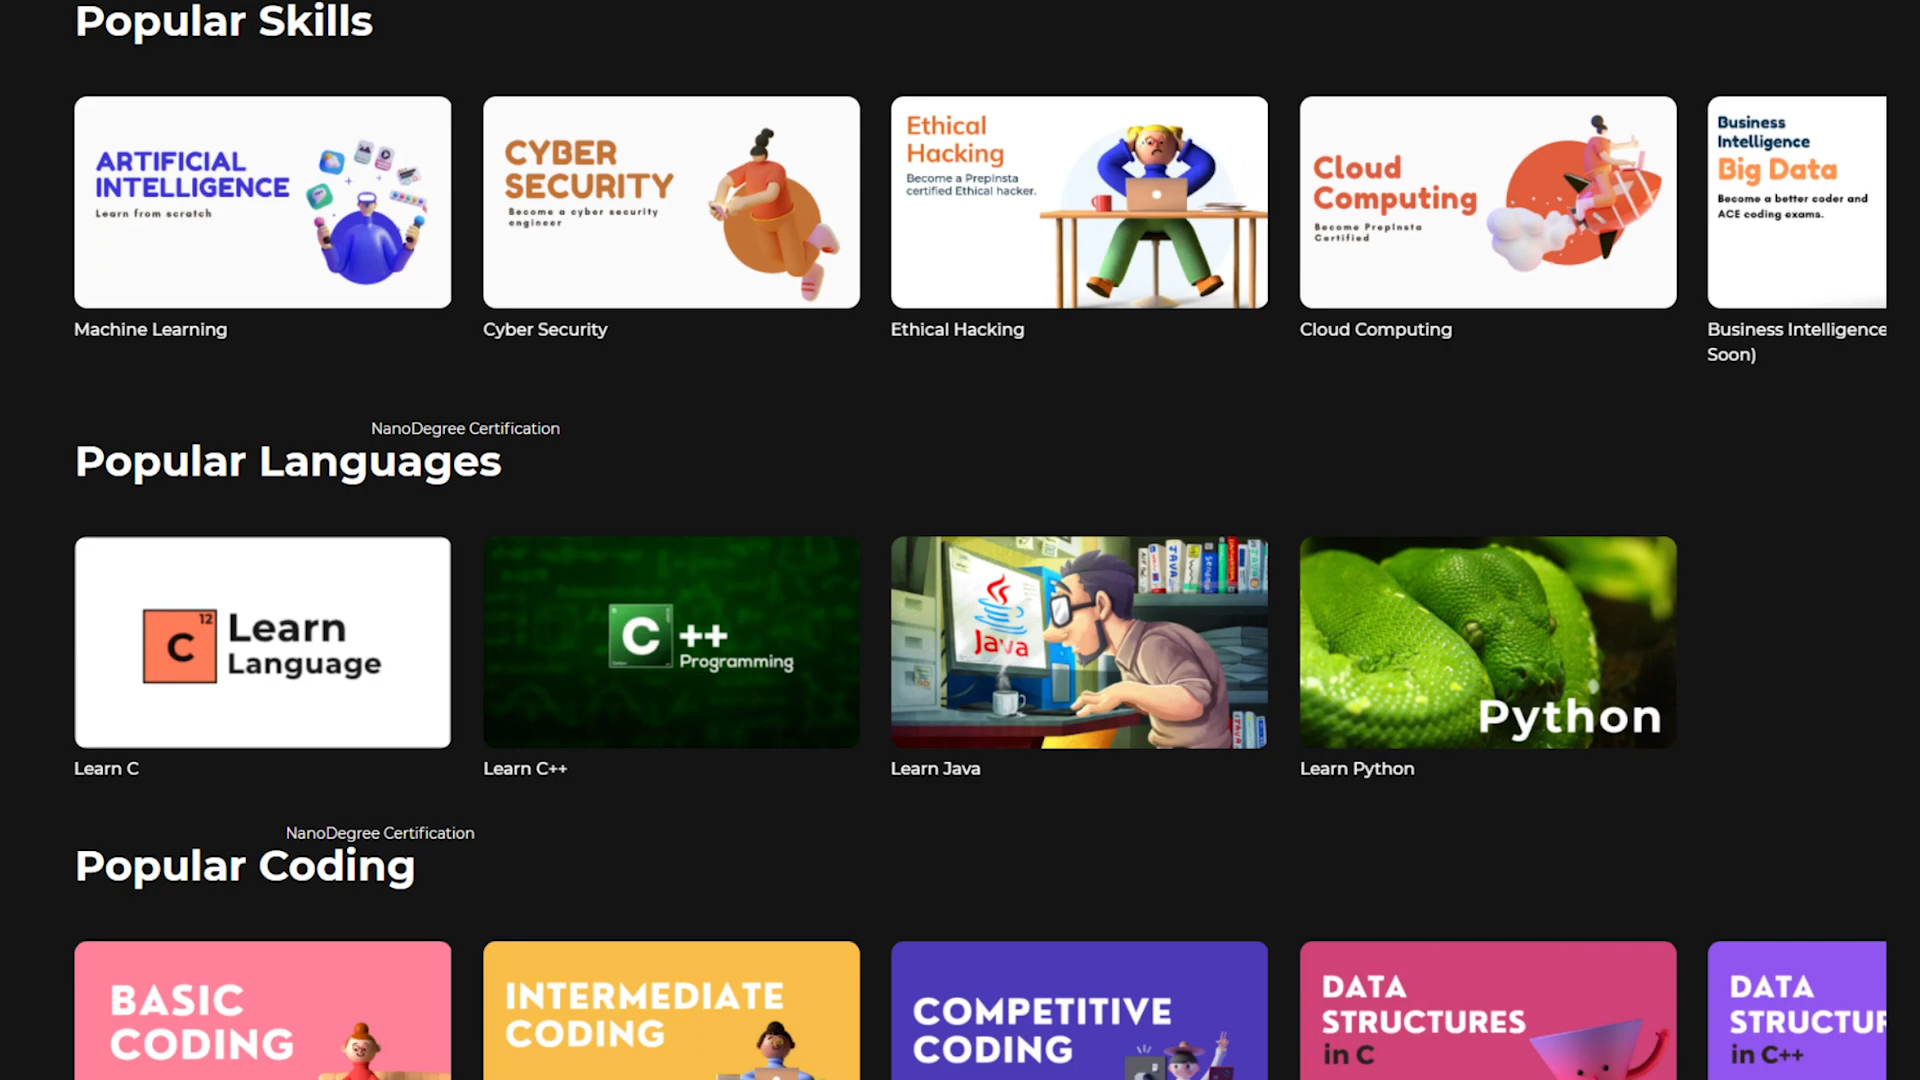 Popular Skills
ARTIFICIAL
INTELLIGENCE
Learn from scratch
CYBER
SECURITY
Become a cyber security
engineer
Ethical
Hacking
Become a PrepInsta
certified Ethical hacker.
Cloud
Computing
Become PrepInsta
Certified
Business
Intelligence
Big Data
Become a better coder and
ACE coding exams.
Machine Learning
Cyber Security
Ethical Hacking
Cloud Computing
Business Intelligence
Soon)
NanoDegree Certification
Popular Languages
12
C
Learn
Language
C ++
Programming
Java
JAVA
Python
Learn C
Learn C++
Learn Java
Learn Python
NanoDegree Certification
Popular Coding
BASIC
CODING
INTERMEDIATE
CODING
COMPETITIVE
CODING
DATA
STRUCTURES
in C
DATA
STRUCTUR
in C++